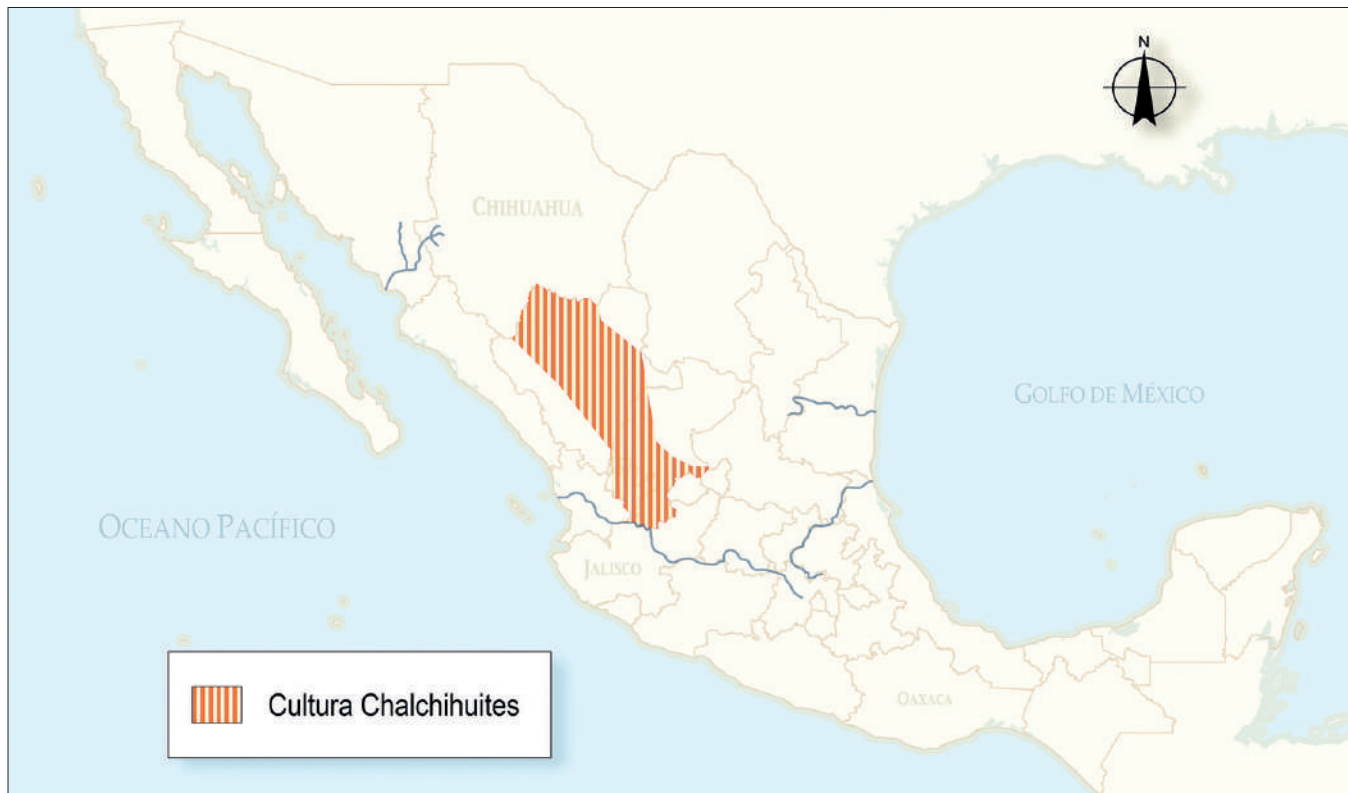 N
CHIHUAHUA
GOLFO DE MÉXICO
OCEANO PACÍFICO
JALISCO
OAXACA
Cultura Chalchihuites